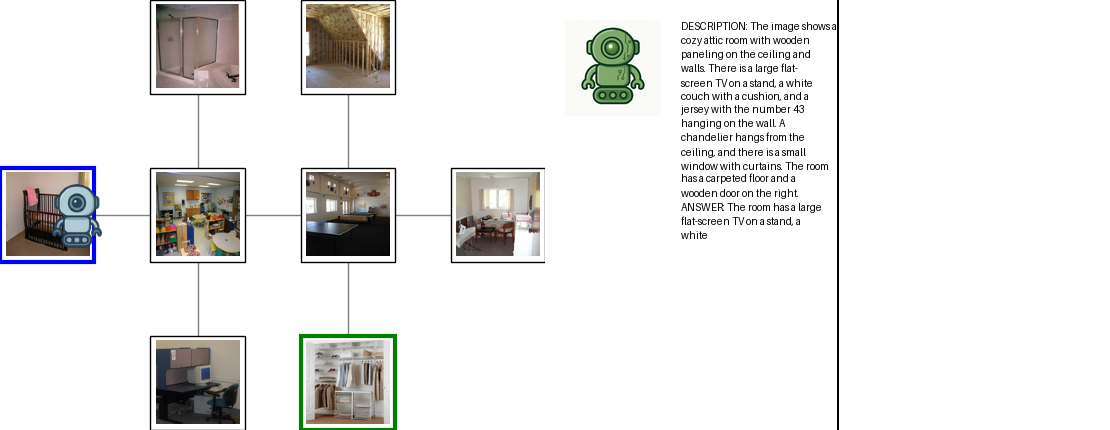 DESCRIPTION: The image shows a
cozy attic room with wooden
paneling on the ceiling and
walls. There is a large flat-
screen TV on a stand, a white
couch with a cushion, and a
jersey with the number 43
hanging on the wall. A
chandelier hangs from the
ceiling, and there is a small
window with curtains. The room
has a carpeted floor and a
wooden door on the right.
ANSWER: The room has a large
flat-screen TV on a stand, a
white